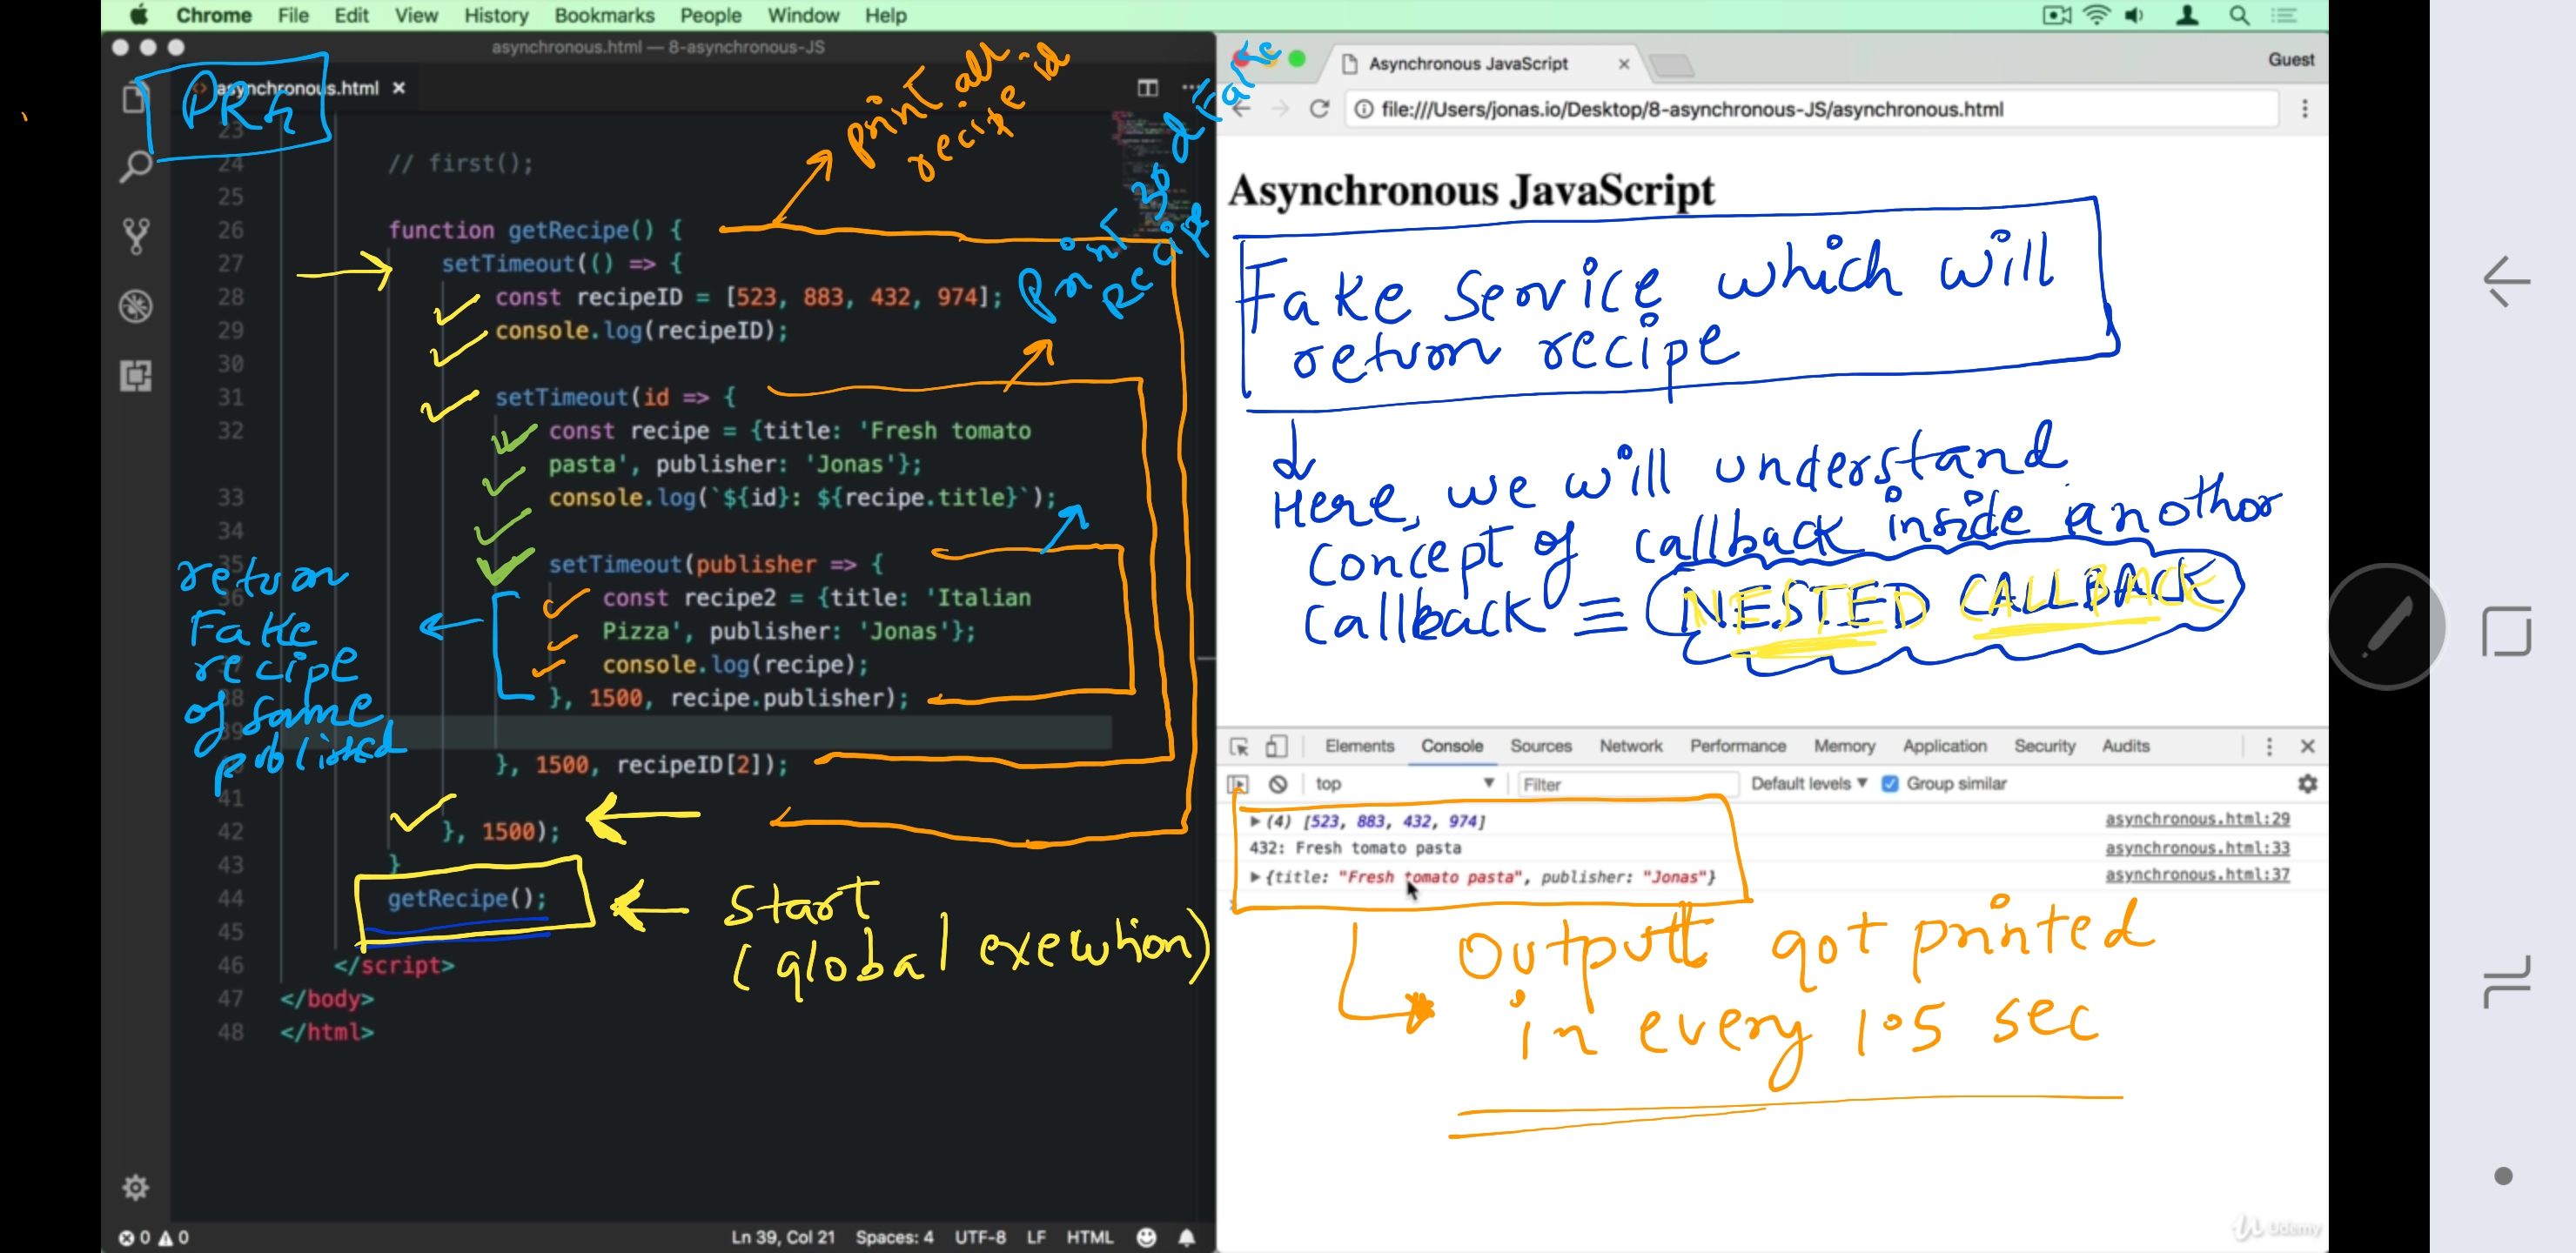 Chrome File Edit View History Bookmarks People Window Help
asynchronous.html — 8-asynchronous-JS
asynchronous.html ×
PR4
23
24 // first();
25
26 function getRecipe() {
27 setTimeout(() => {
28 const recipeID = [523, 883, 432, 974];
29 console.log(recipeID);
30
31 setTimeout(id => {
32 const recipe = {title: 'Fresh tomato
pasta', publisher: 'Jonas'};
33 console.log(`${id}: ${recipe.title}`);
34
35 setTimeout(publisher => {
36 const recipe2 = {title: 'Italian
Pizza', publisher: 'Jonas'};
37 console.log(recipe);
38 }, 1500, recipe.publisher);
39
}, 1500, recipeID[2]);
41
42 }, 1500);
43 }
44 getRecipe();
45
46 </script>
47 </body>
48 </html>
print all
recipe id
Print 3rd Fake
Recipe
return
Fake
recipe
of same
published
Start
(global execution)
0 0 Ln 39, Col 21 Spaces: 4 UTF-8 LF HTML
Asynchronous JavaScript × Guest
file:///Users/jonas.io/Desktop/8-asynchronous-JS/asynchronous.html
Asynchronous JavaScript
Fake service which will
return recipe
Here, we will understand
concept of callback inside another
callback ≡ NESTED CALLBACK
Elements Console Sources Network Performance Memory Application Security Audits
top Filter Default levels Group similar
(4) [523, 883, 432, 974] asynchronous.html:29
432: Fresh tomato pasta asynchronous.html:33
{title: "Fresh tomato pasta", publisher: "Jonas"} asynchronous.html:37
Output got printed
in every 1.5 sec
Udemy